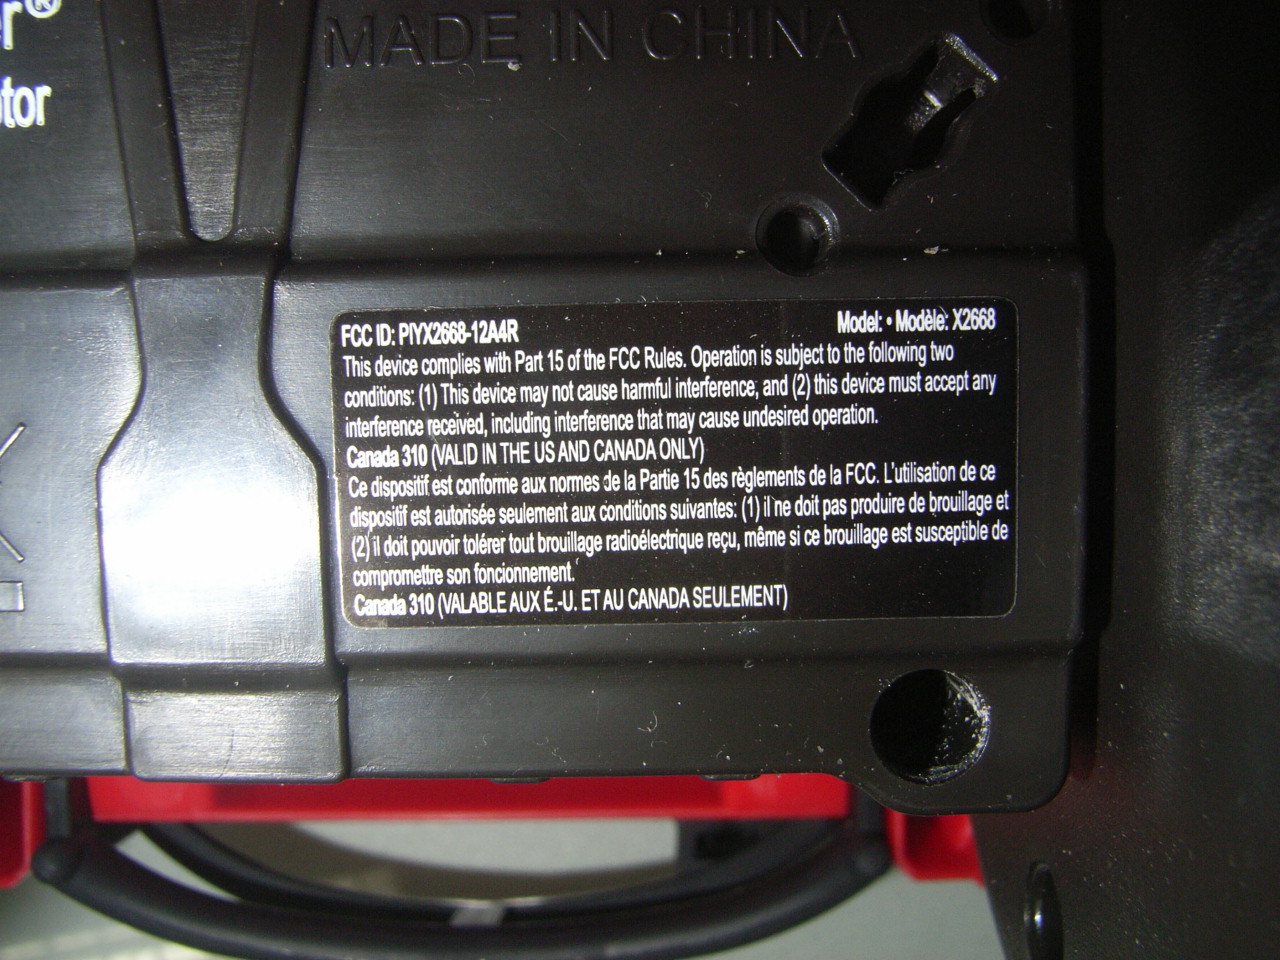 er®
tor
MADE IN CHINA
FCC ID: PIYX2668-12A4R
Model: • Modèle: X2668
This device complies with Part 15 of the FCC Rules. Operation is subject to the following two
conditions: (1) This device may not cause harmful interference, and (2) this device must accept any
interference received, including interference that may cause undesired operation.
Canada 310 (VALID IN THE US AND CANADA ONLY)
Ce dispositif est conforme aux normes de la Partie 15 des règlements de la FCC. L'utilisation de ce
dispositif est autorisée seulement aux conditions suivantes: (1) il ne doit pas produire de brouillage et
(2) il doit pouvoir tolérer tout brouillage radioélectrique reçu, même si ce brouillage est susceptible de
compromettre son foncionnement.
Canada 310 (VALABLE AUX É.-U. ET AU CANADA SEULEMENT)